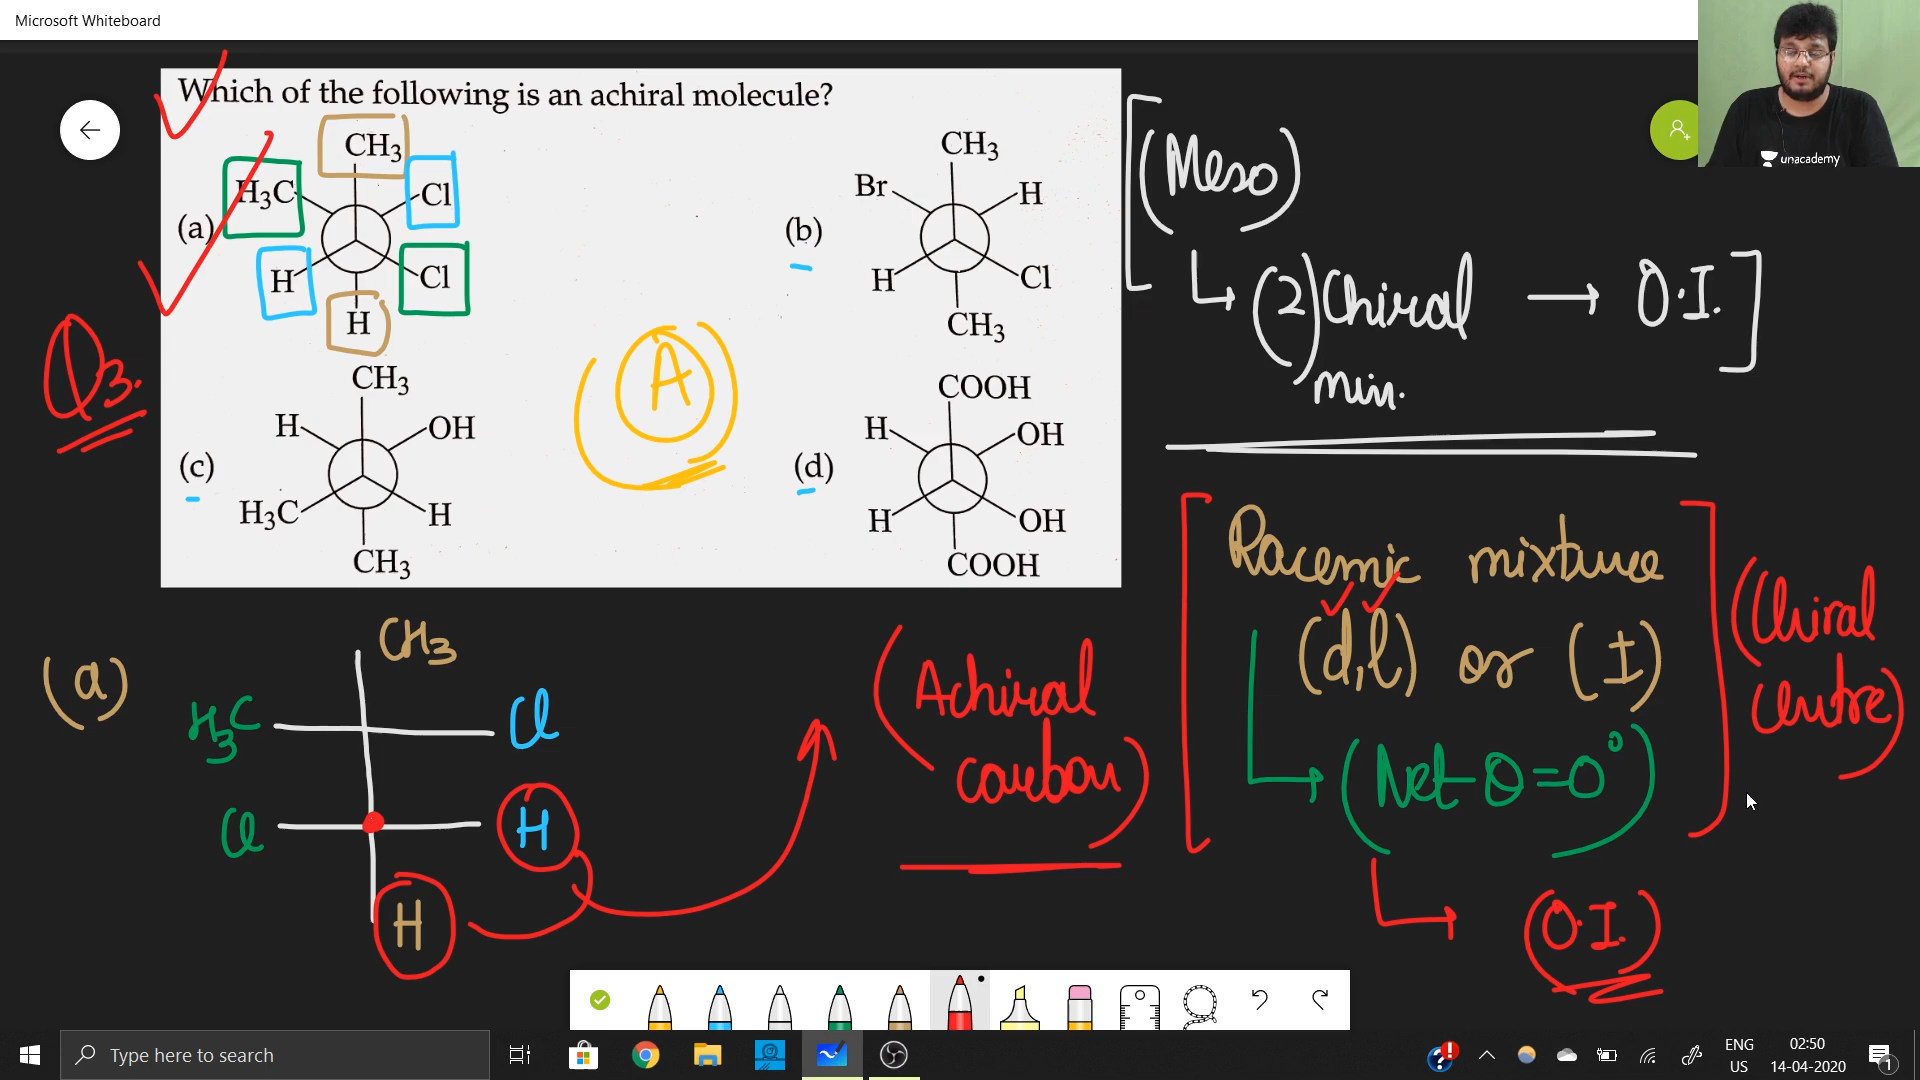 Microsoft Whiteboard
Which of the following is an achiral molecule?
(a)
CH3
H3C
Cl
H
Cl
H
(b)
CH3
Br
H
H
Cl
CH3
(c)
CH3
H
OH
H3C
H
CH3
(d)
COOH
H
OH
H
OH
COOH
Q3.
A
(Meso)
(2) Chiral → O.I.
min.
Racemic mixture
(d,l) or (I)
(Net θ=0°)
(O.I.)
(Chiral
centre)
(Achiral
carbon)
(a)
CH3
H3C
Cl
Cl
H
H
unacademy
Type here to search
ENG
US
02:50
14-04-2020
1